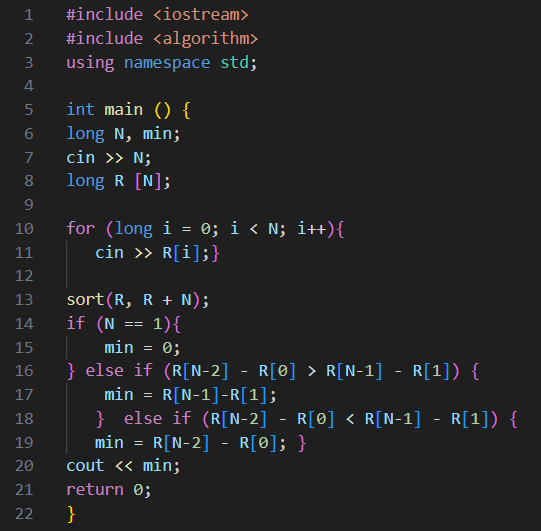 1 #include <iostream>
2 #include <algorithm>
3 using namespace std;
4
5 int main () {
6 long N, min;
7 cin >> N;
8 long R [N];
9
10 for (long i = 0; i < N; i++){
11    cin >> R[i];}
12
13 sort(R, R + N);
14 if (N == 1){
15     min = 0;
16 } else if (R[N-2] - R[0] > R[N-1] - R[1]) {
17     min = R[N-1]-R[1];
18    }  else if (R[N-2] - R[0] < R[N-1] - R[1]) {
19    min = R[N-2] - R[0]; }
20 cout << min;
21 return 0;
22 }